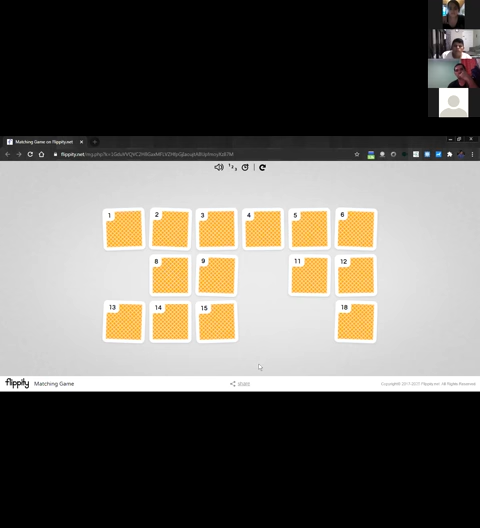 Matching Game on flippity.net
1 2 3 4 5 6
8 9 11 12
13 14 15 18
flippity Matching Game
share